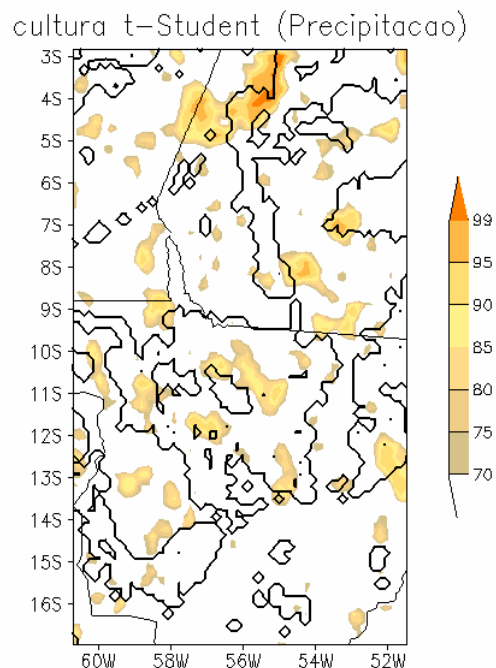 cultura t-Student (Precipitacao)
3S
4S
5S
6S
7S
8S
9S
10S
11S
12S
13S
14S
15S
16S
60W 58W 56W 54W 52W
99
95
90
85
80
75
70